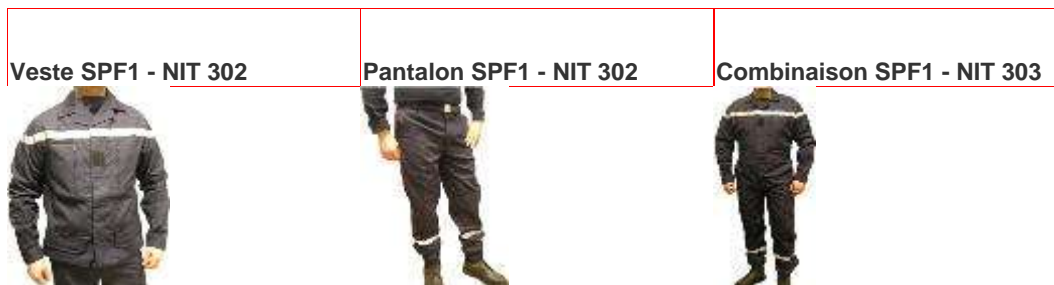 Veste SPF1 - NIT 302
Pantalon SPF1 - NIT 302
Combinaison SPF1 - NIT 303